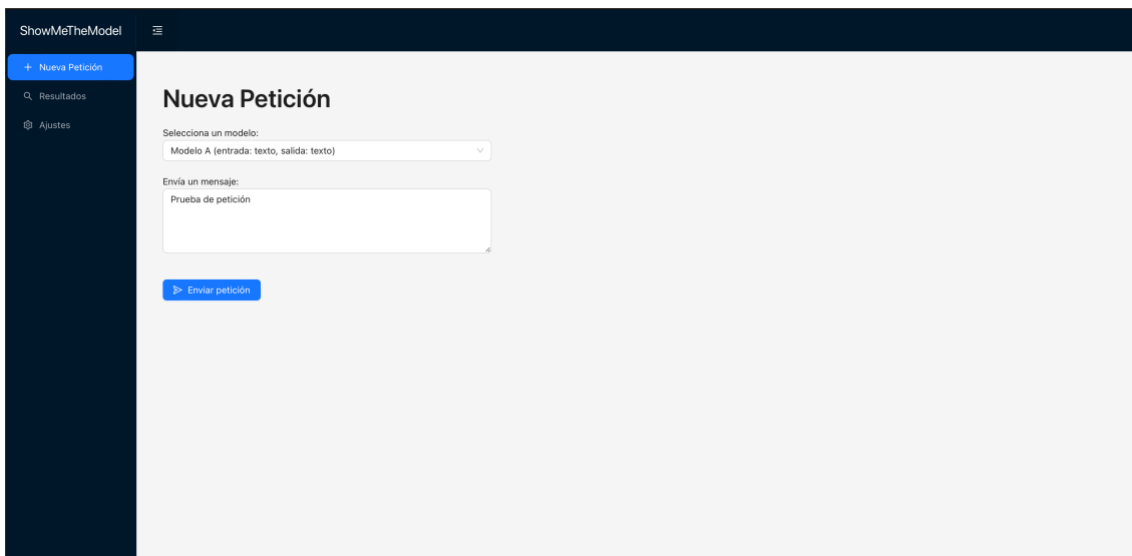 ShowMeTheModel
Nueva Petición
Resultados
Ajustes
Nueva Petición
Selecciona un modelo:
Modelo A (entrada: texto, salida: texto)
Envía un mensaje:
Prueba de petición
Enviar petición